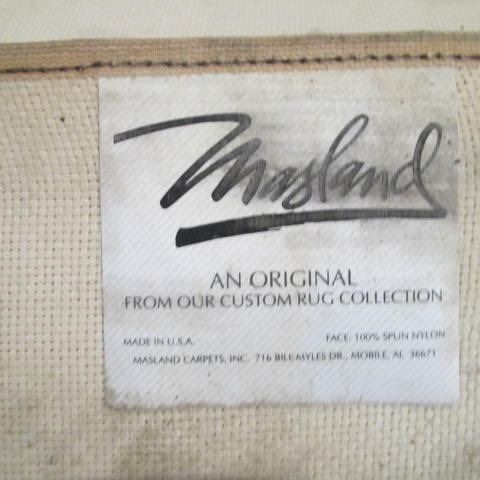 Masland
AN ORIGINAL
FROM OUR CUSTOM RUG COLLECTION
MADE IN U.S.A. FACE: 100% SPUN NYLON
MASLAND CARPETS, INC. 716 BILL MYLES DR., MOBILE, AL 36671